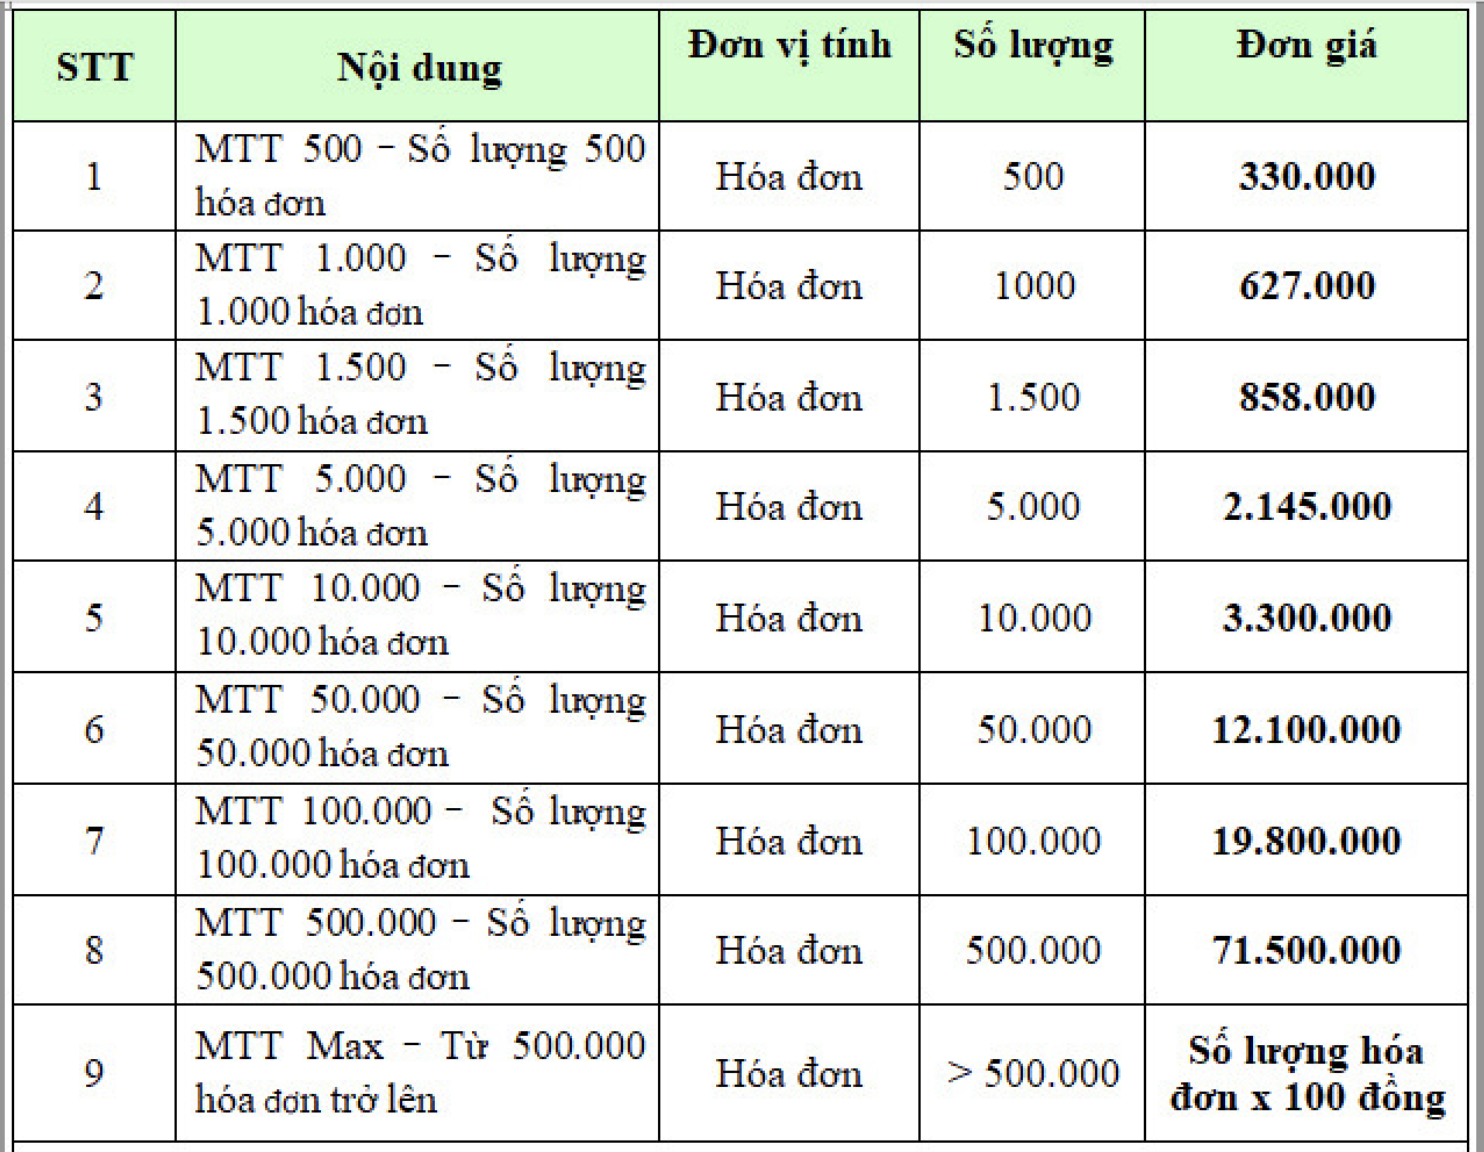 STT Nội dung Đơn vị tính Số lượng Đơn giá
1 MTT 500 – Số lượng 500
hóa đơn Hóa đơn 500 330.000
2 MTT 1.000 – Số lượng
1.000 hóa đơn Hóa đơn 1000 627.000
3 MTT 1.500 – Số lượng
1.500 hóa đơn Hóa đơn 1.500 858.000
4 MTT 5.000 – Số lượng
5.000 hóa đơn Hóa đơn 5.000 2.145.000
5 MTT 10.000 – Số lượng
10.000 hóa đơn Hóa đơn 10.000 3.300.000
6 MTT 50.000 – Số lượng
50.000 hóa đơn Hóa đơn 50.000 12.100.000
7 MTT 100.000 – Số lượng
100.000 hóa đơn Hóa đơn 100.000 19.800.000
8 MTT 500.000 – Số lượng
500.000 hóa đơn Hóa đơn 500.000 71.500.000
9 MTT Max – Từ 500.000
hóa đơn trở lên Hóa đơn > 500.000 Số lượng hóa
đơn x 100 đồng